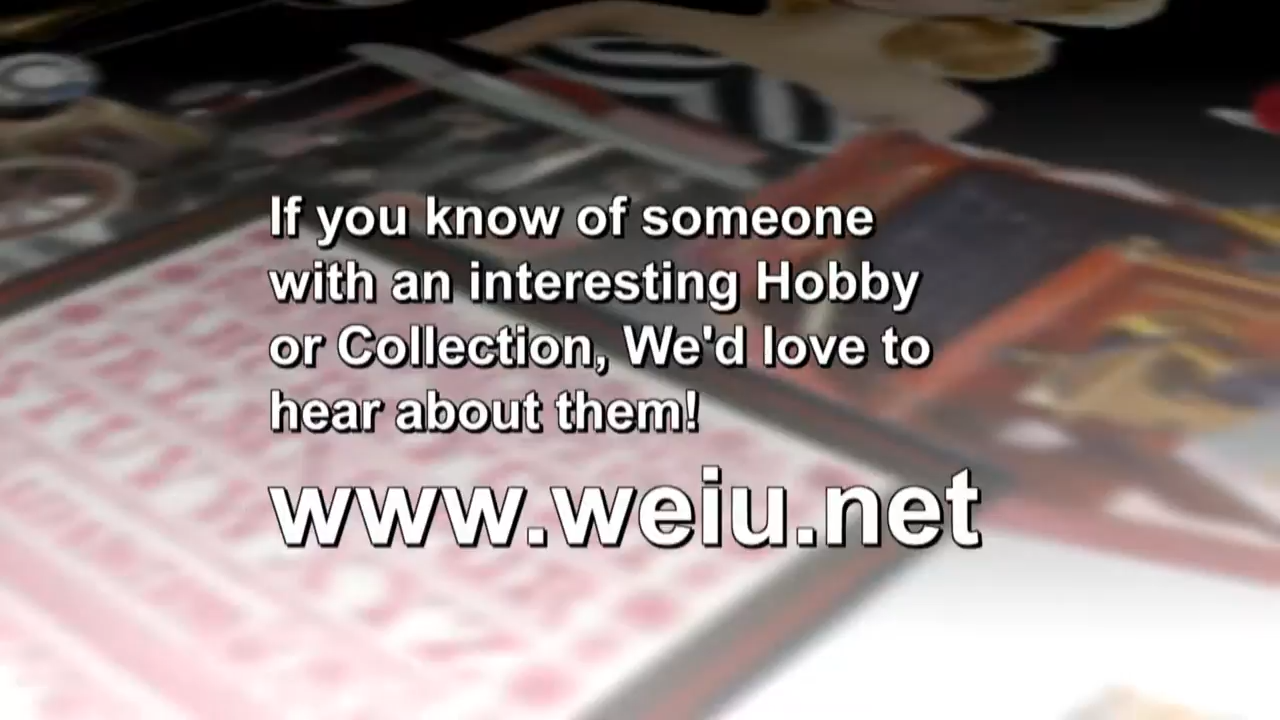 If you know of someone
with an interesting Hobby
or Collection, We'd love to
hear about them!
www.weiu.net